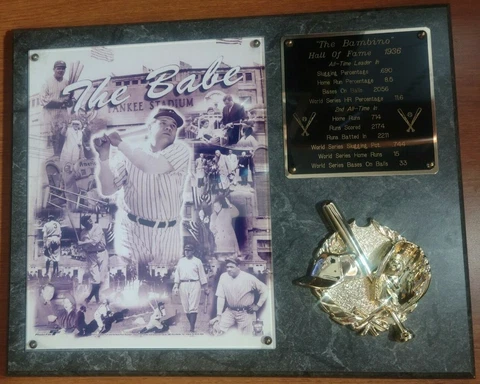 The Babe
YANKEE STADIUM
"The Bambino"
Hall Of Fame 1936
All-Time Leader In
Slugging Percentage .690
Home Run Percentage 8.5
Bases On Balls 2056
World Series HR Percentage 11.6
2nd All-Time In
Home Runs 714
Runs Scored 2174
Runs Batted In 2211
World Series Slugging Pct. .744
World Series Home Runs 15
World Series Bases On Balls 33